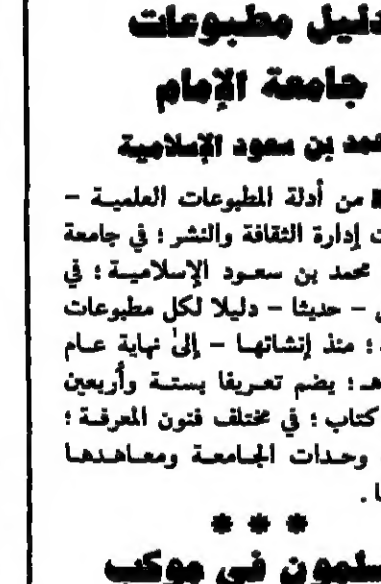 دليل مطبوعات
جامعة الإمام
محمد بن سعود الإسلامية
من أدلة المطبوعات العلمية –
إدارة الثقافة والنشر ؛ في جامعة
محمد بن سعود الإسلامية ؛ في
– حديثا – دليلا لكل مطبوعات
؛ منذ إنشائها – إلى نهاية عام
هـ ؛ يضم تعريفا بستة وأربعين
كتاب ؛ في مختلف فنون المعرفة ؛
وحدات الجامعة ومعاهدها
.
***
في موكب